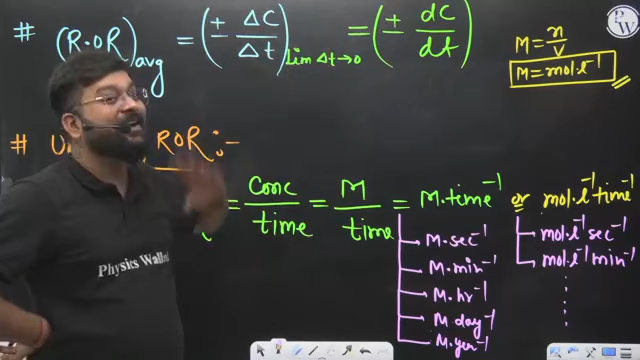 # (R.OR)avg = (± ΔC/Δt) Lim Δt→0 = (± dC/dt)
M = n/V
M = mol.l⁻¹
# ROR :-
= Conc/time = M/time = M.time⁻¹ or mol.l⁻¹time⁻¹
M.sec⁻¹
M.min⁻¹
M.hr⁻¹
M day⁻¹
M.year⁻¹
mol.l⁻¹sec⁻¹
mol.l⁻¹min⁻¹
Physics Walla
PW